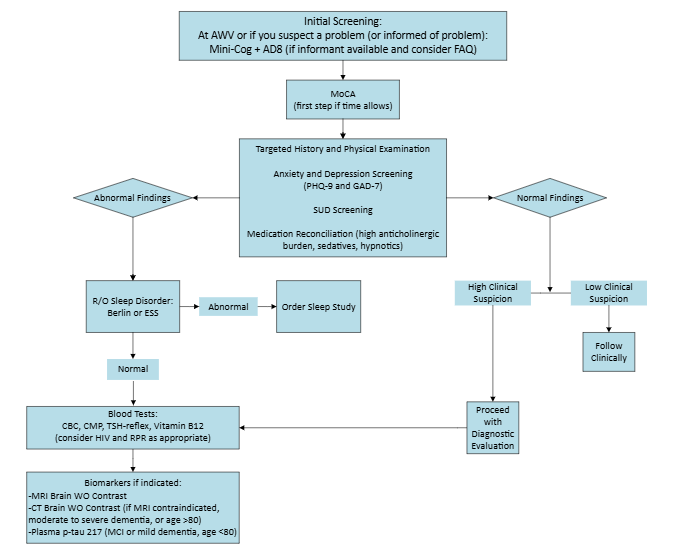 Initial Screening:
At AWV or if you suspect a problem (or informed of problem):
Mini-Cog + AD8 (if informant available and consider FAQ)
MoCA
(first step if time allows)
Targeted History and Physical Examination
Anxiety and Depression Screening
(PHQ-9 and GAD-7)
SUD Screening
Medication Reconciliation (high anticholinergic
burden, sedatives, hypnotics)
Abnormal Findings
Normal Findings
R/O Sleep Disorder:
Berlin or ESS
Abnormal
Order Sleep Study
High Clinical
Suspicion
Low Clinical
Suspicion
Follow
Clinically
Normal
Blood Tests:
CBC, CMP, TSH-reflex, Vitamin B12
(consider HIV and RPR as appropriate)
Proceed
with
Diagnostic
Evaluation
Biomarkers if indicated:
-MRI Brain WO Contrast
-CT Brain WO Contrast (if MRI contraindicated,
moderate to severe dementia, or age >80)
-Plasma p-tau 217 (MCI or mild dementia, age <80)